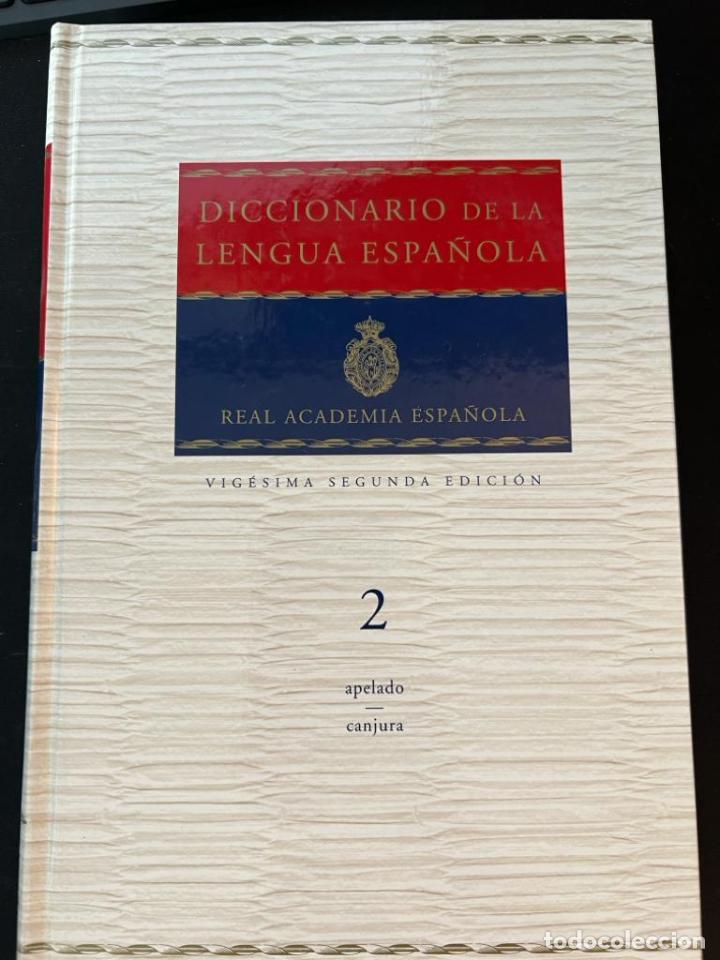 DICCIONARIO DE LA
LENGUA ESPAÑOLA
REAL ACADEMIA ESPAÑOLA
VIGÉSIMA SEGUNDA EDICIÓN
2
apelado
—
canjura
todocoleccion